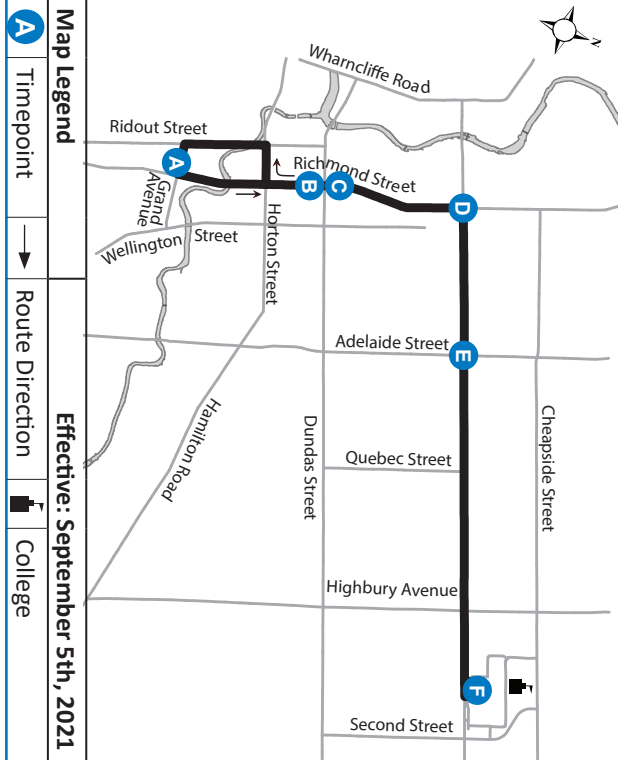 N
Wharncliffe Road
Ridout Street
Richmond Street
A
B
C
D
Grand
Avenue
Wellington Street
Horton Street
Adelaide Street
E
Hamilton Road
Dundas Street
Quebec Street
Cheapside Street
Highbury Avenue
F
Second Street
Map Legend
Effective: September 5th, 2021
A
Timepoint
Route Direction
College